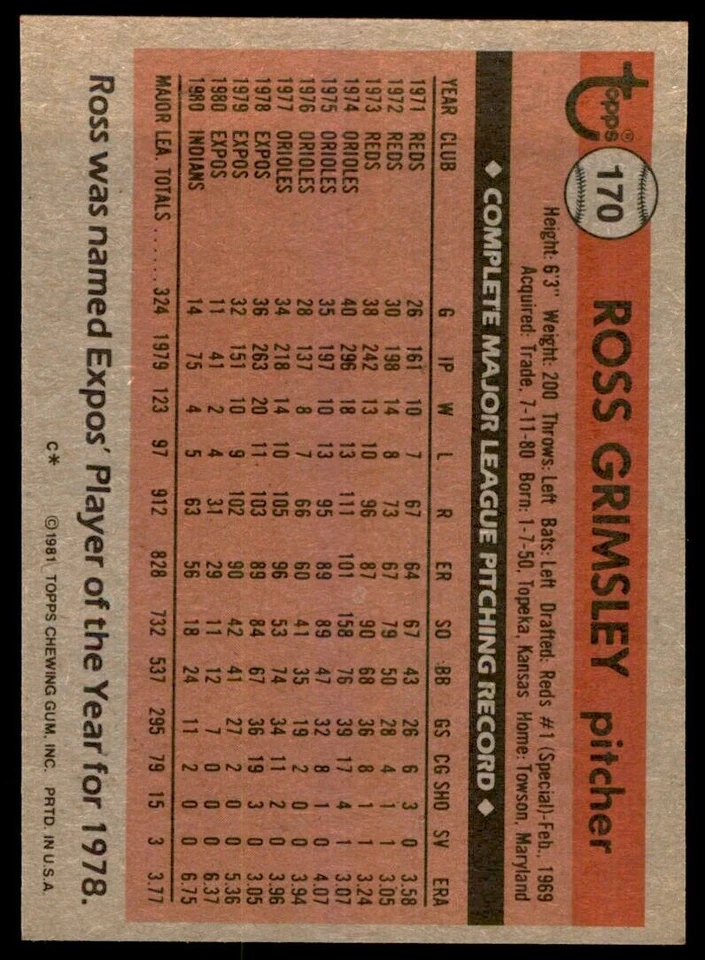 Topps®
170
ROSS GRIMSLEY pitcher
Height: 6'3" Weight: 200 Throws: Left Bats: Left Drafted: Reds #1 (Special)-Feb., 1969
Acquired: Trade, 7-11-80 Born: 1-7-50, Topeka, Kansas Home: Towson, Maryland
♦ COMPLETE MAJOR LEAGUE PITCHING RECORD ♦
YEAR CLUB G IP W L R ER SO BB GS CG SHO SV ERA
1971 REDS 26 161 10 7 67 64 67 43 26 6 3 0 3.58
1972 REDS 30 198 14 8 73 67 79 50 28 4 1 1 3.05
1973 REDS 38 242 13 10 96 87 90 68 36 8 1 1 3.24
1974 ORIOLES 40 296 18 13 111 101 158 76 39 17 4 1 3.07
1975 ORIOLES 35 197 10 13 95 89 89 47 32 8 1 0 4.07
1976 ORIOLES 28 137 8 7 66 60 41 35 19 2 0 0 3.94
1977 ORIOLES 34 218 14 10 105 96 53 74 34 11 2 0 3.96
1978 EXPOS 36 263 20 11 103 89 84 67 36 19 3 0 3.05
1979 EXPOS 32 151 10 9 102 90 42 41 27 2 0 0 5.36
1980 EXPOS 11 41 2 4 31 29 11 12 7 0 0 0 6.37
1980 INDIANS 14 75 4 5 63 56 18 24 11 2 0 0 6.75
MAJOR LEA. TOTALS ...... 324 1979 123 97 912 828 732 537 295 79 15 3 3.77
Ross was named Expos' Player of the Year for 1978.
C* ©1981 TOPPS CHEWING GUM, INC. PRTD. IN U.S.A.